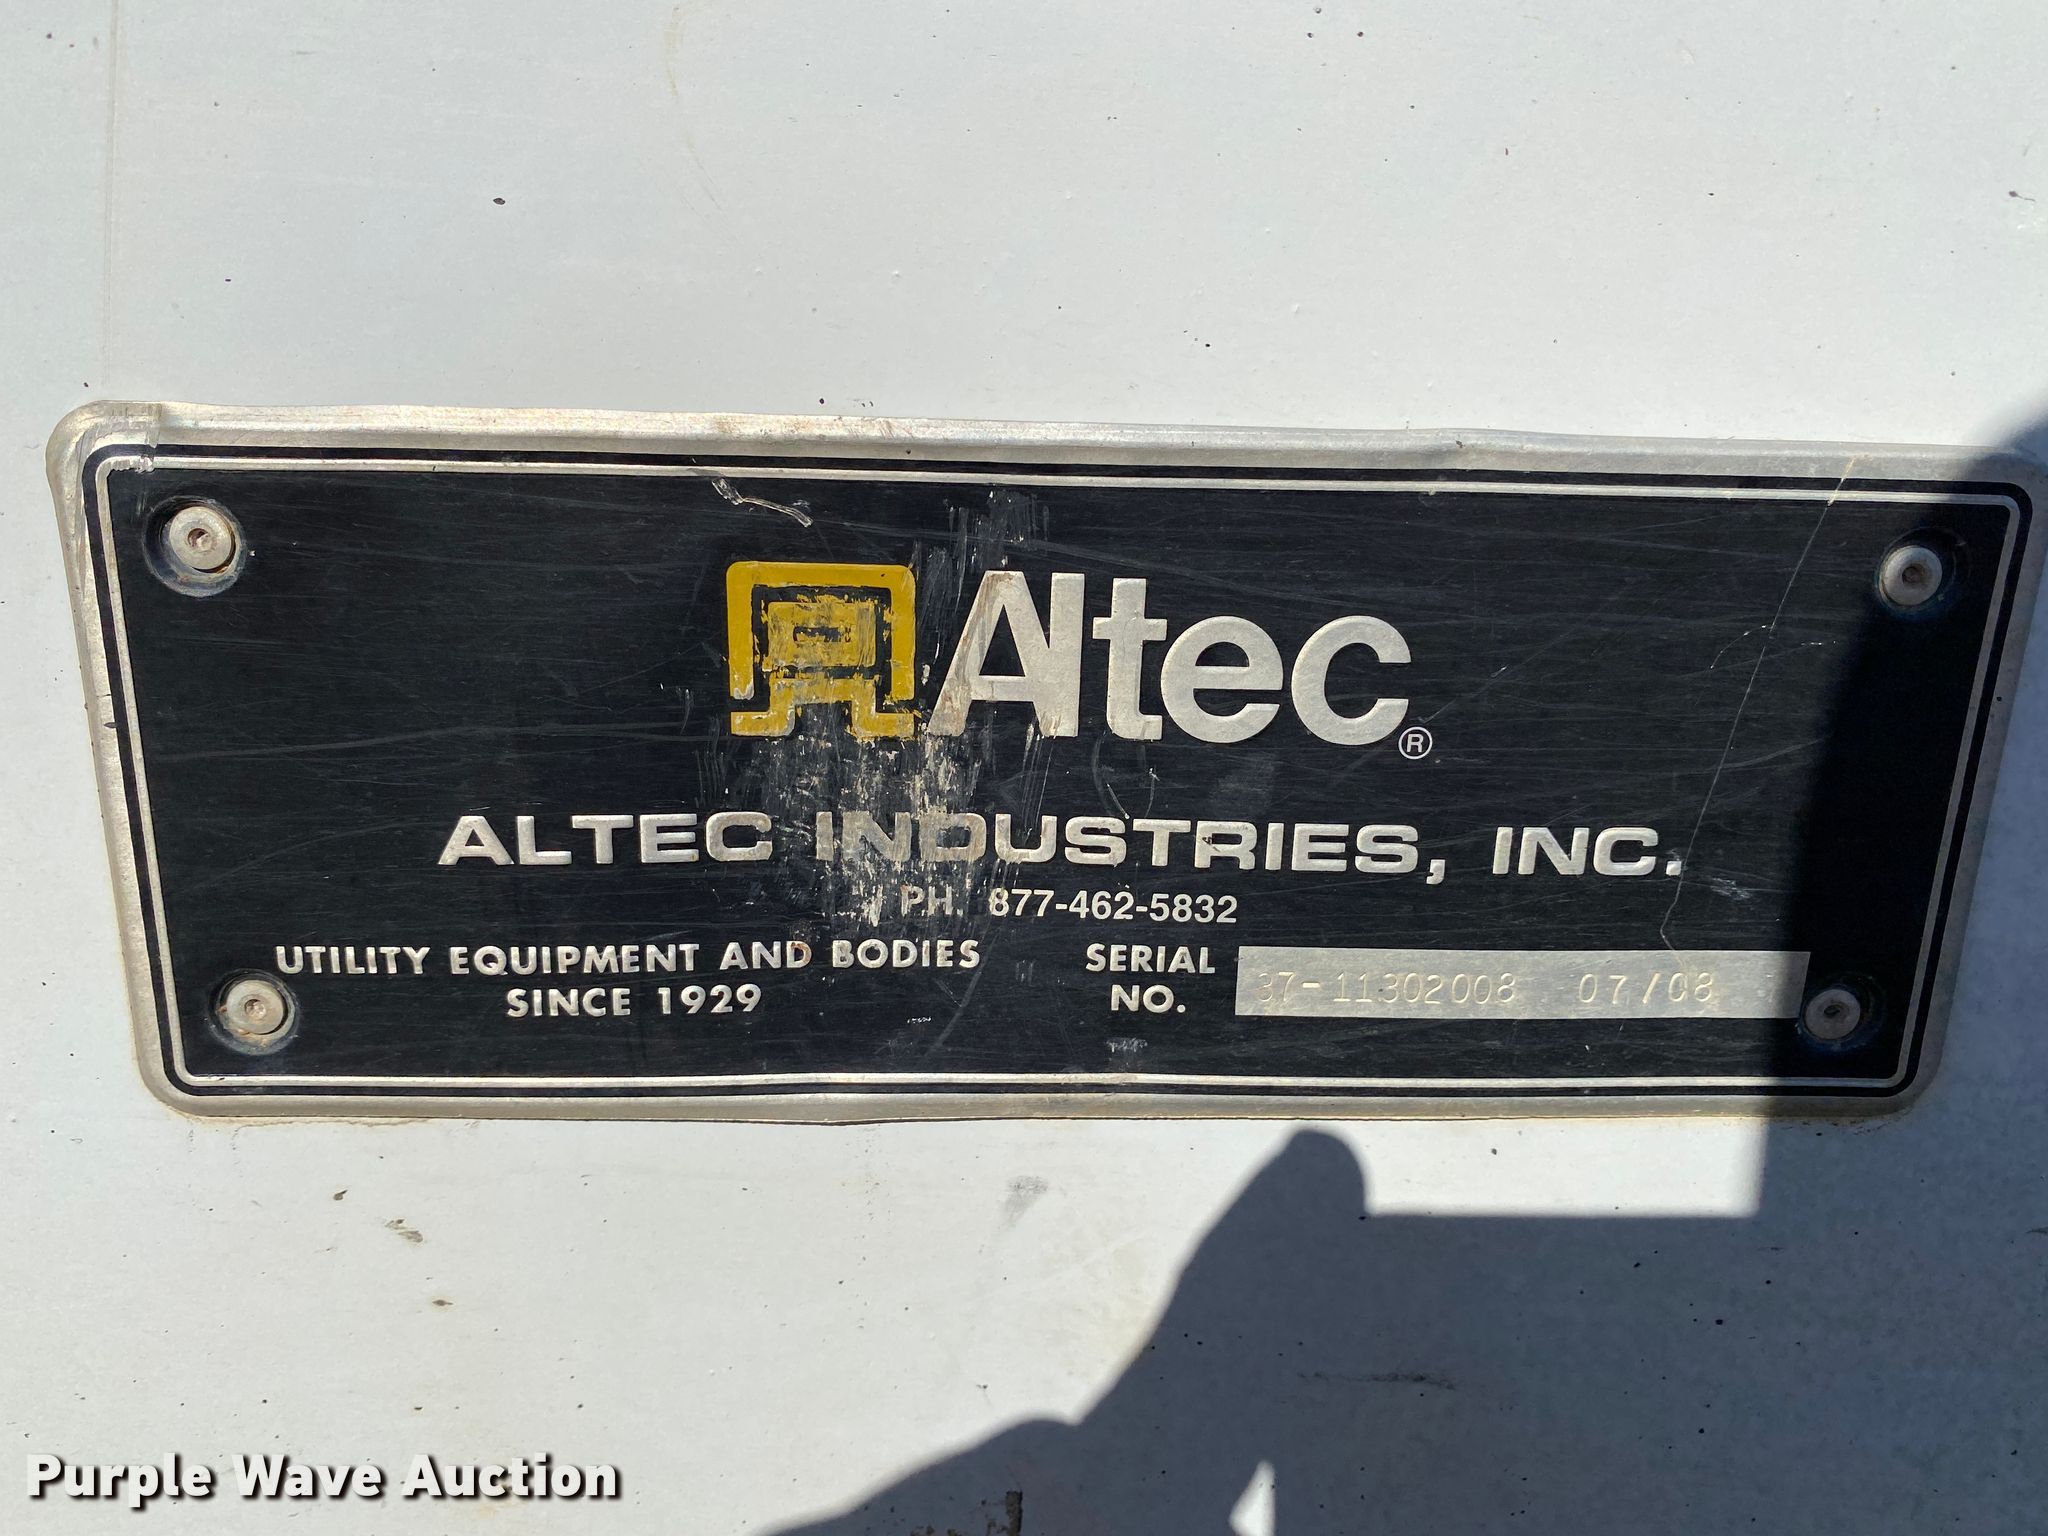 Altec®
ALTEC INDUSTRIES, INC.
PH. 877-462-5832
UTILITY EQUIPMENT AND BODIES
SINCE 1929
SERIAL
NO.
37-11302008 07/08
Purple Wave Auction